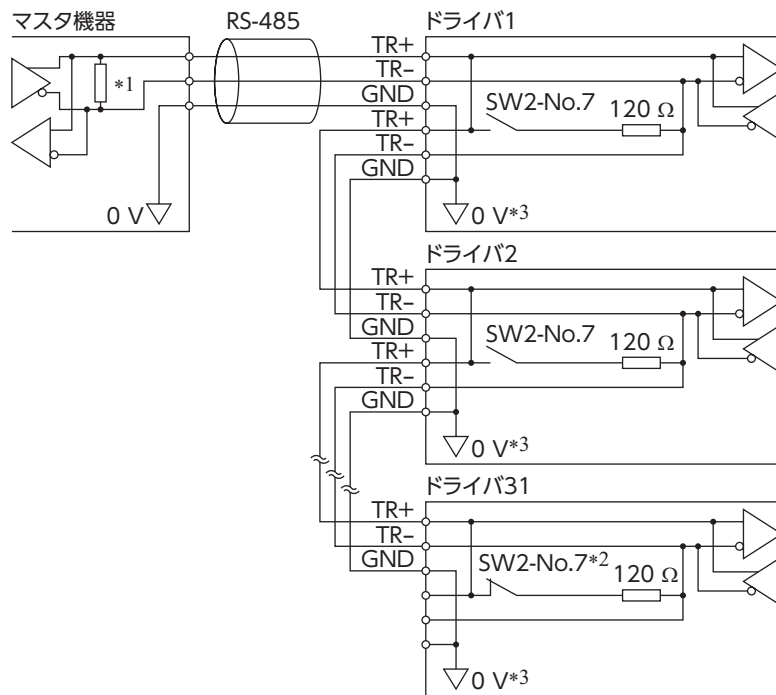 マスタ機器
RS-485
ドライバ1
TR+
TR–
GND
TR+
TR–
GND
*1
0 V
SW2-No.7
120 Ω
0 V*3
ドライバ2
TR+
TR–
GND
TR+
TR–
GND
SW2-No.7
120 Ω
0 V*3
ドライバ31
TR+
TR–
GND
SW2-No.7*2
120 Ω
0 V*3